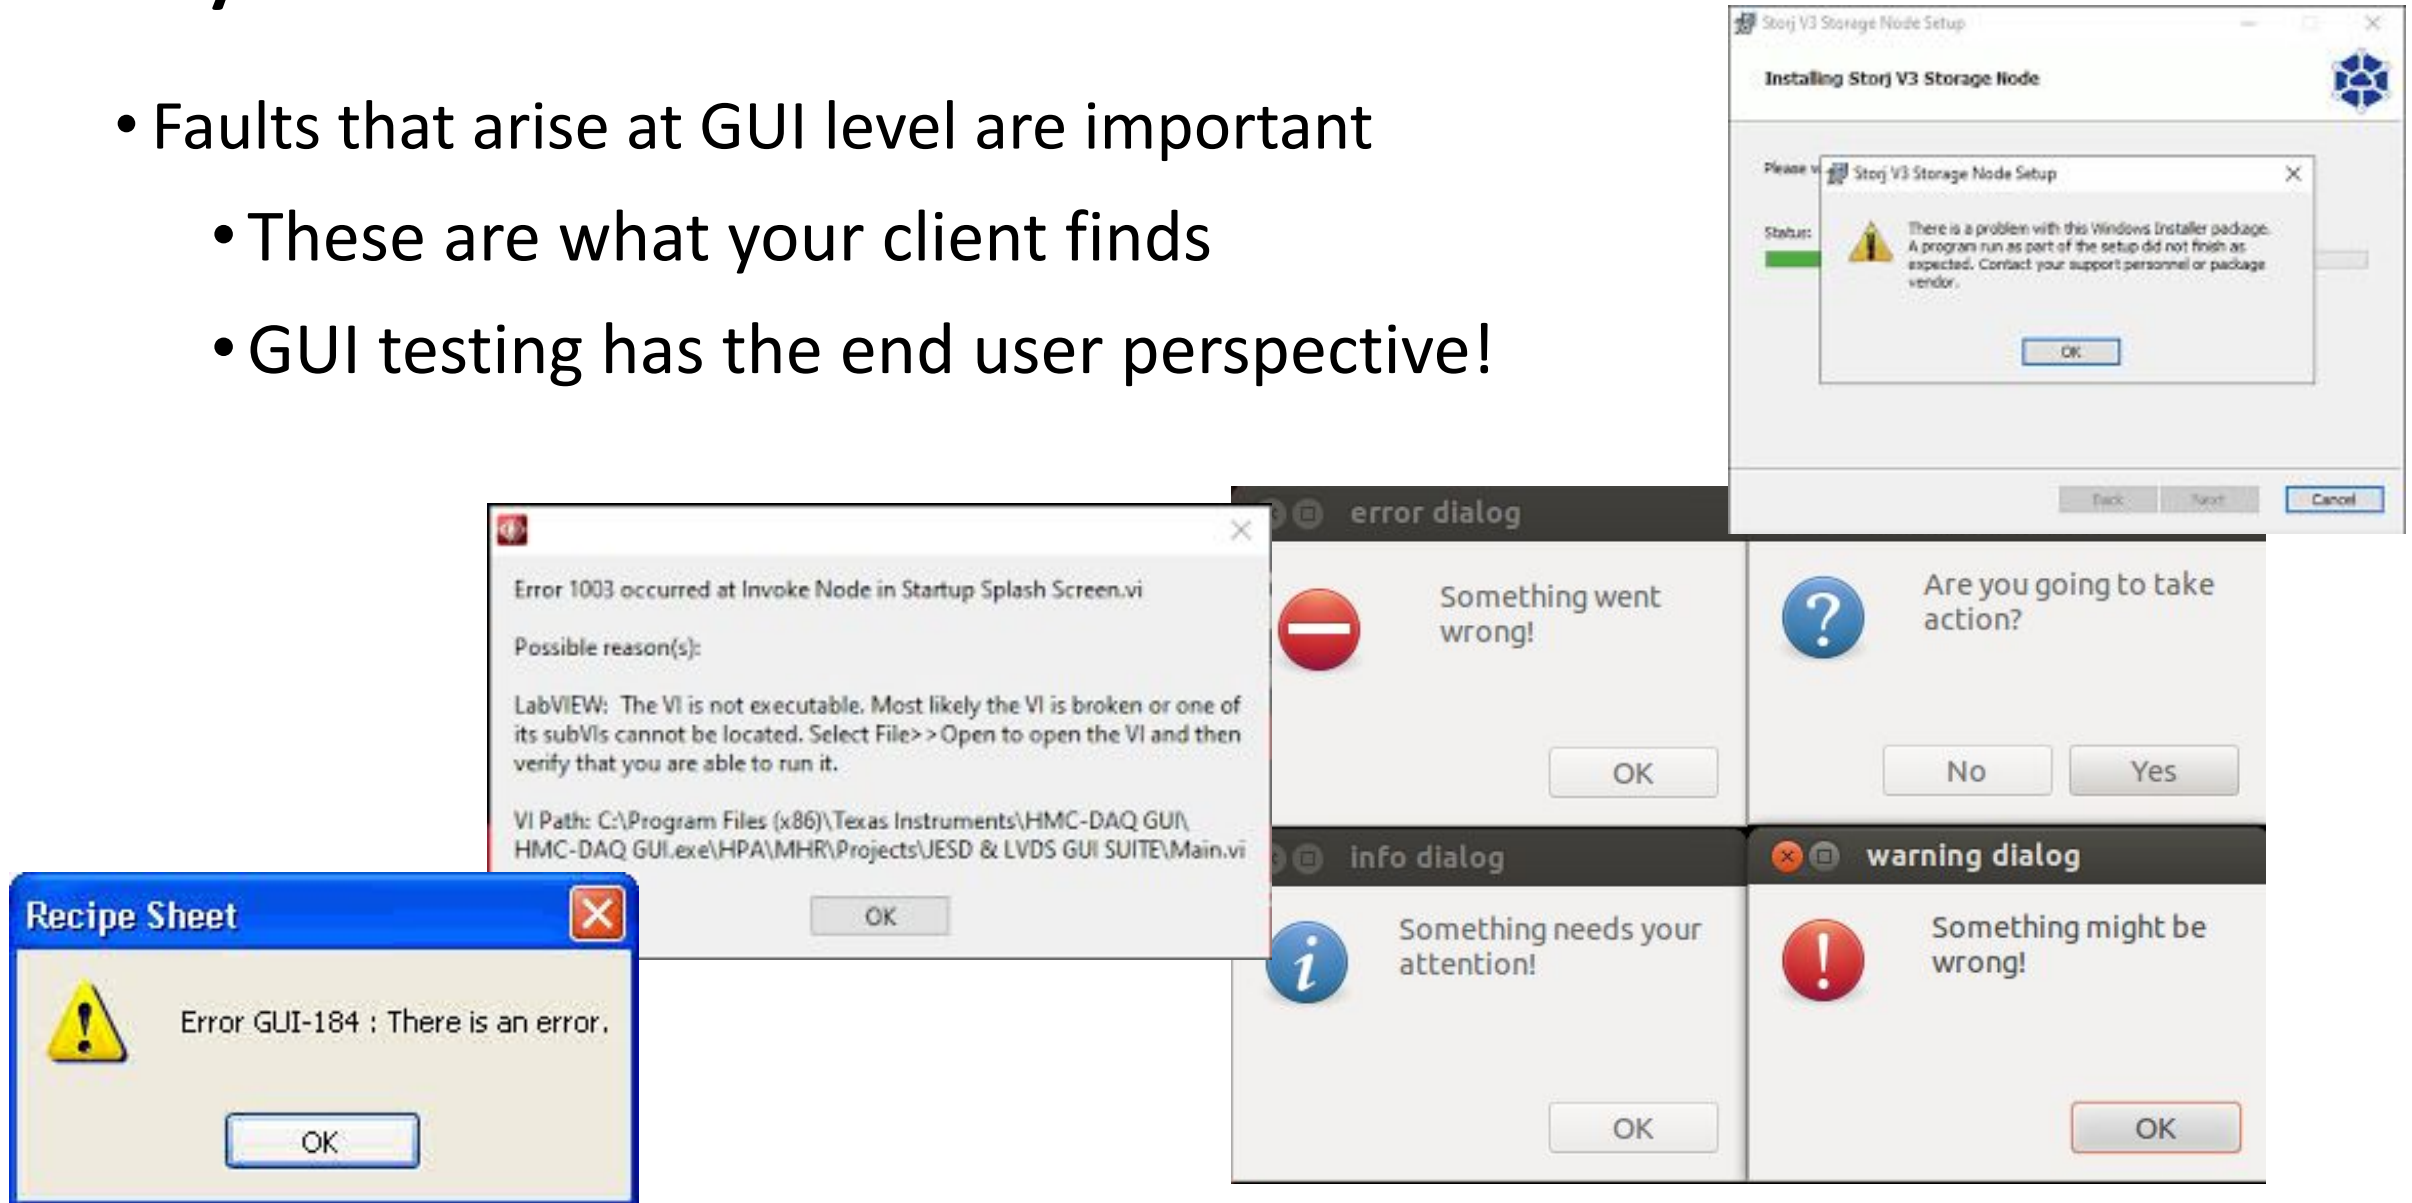 • Faults that arise at GUI level are important
• These are what your client finds
• GUI testing has the end user perspective!
Storj V3 Storage Node Setup
Installing Storj V3 Storage Node
Please
Storj V3 Storage Node Setup
Status:
There is a problem with this Windows Installer package.
A program run as part of the setup did not finish as
expected. Contact your support personnel or package
vendor.
OK
Back Next Cancel
Error 1003 occurred at Invoke Node in Startup Splash Screen.vi
Possible reason(s):
LabVIEW: The VI is not executable. Most likely the VI is broken or one of
its subVIs cannot be located. Select File>>Open to open the VI and then
verify that you are able to run it.
VI Path: C:\Program Files (x86)\Texas Instruments\HMC-DAQ GUI\
HMC-DAQ GUI.exe\HPA\MHR\Projects\JESD & LVDS GUI SUITE\Main.vi
OK
error dialog
Something went
wrong!
OK
Are you going to take
action?
No Yes
info dialog
Something needs your
attention!
OK
warning dialog
Something might be
wrong!
OK
Recipe Sheet
Error GUI-184 : There is an error.
OK